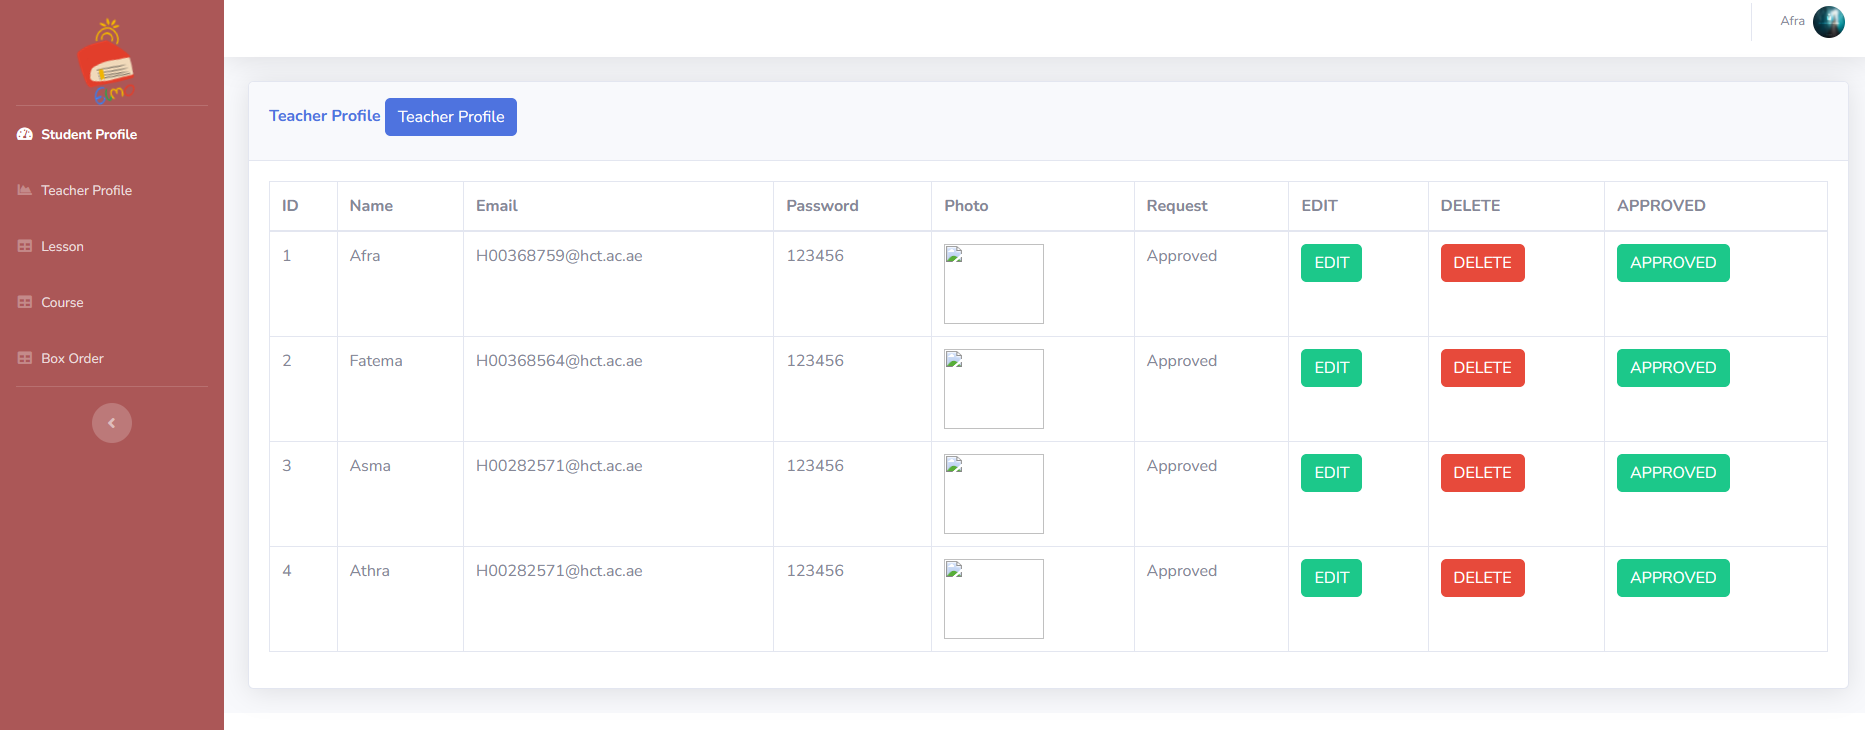 Afra
Student Profile
Teacher Profile
Lesson
Course
Box Order
Teacher Profile Teacher Profile
ID Name Email Password Photo Request EDIT DELETE APPROVED
1 Afra H00368759@hct.ac.ae 123456 Approved EDIT DELETE APPROVED
2 Fatema H00368564@hct.ac.ae 123456 Approved EDIT DELETE APPROVED
3 Asma H00282571@hct.ac.ae 123456 Approved EDIT DELETE APPROVED
4 Athra H00282571@hct.ac.ae 123456 Approved EDIT DELETE APPROVED